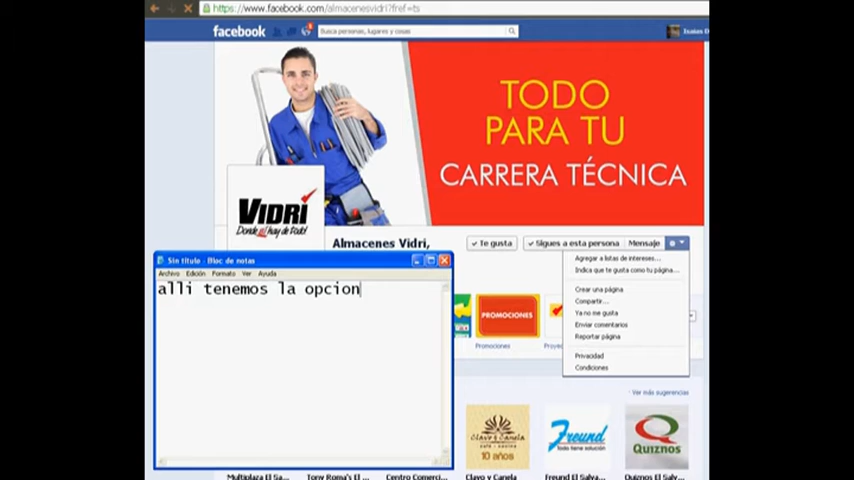 https://www.facebook.com/almacenesvidri?fref=ts
facebook
Busca personas, lugares y cosas
TODO
PARA TU
CARRERA TÉCNICA
VIDRÍ
Donde sí hay de todo!
Almacenes Vidrí,
Te gusta
Sigues a esta persona
Mensaje
Agregar a listas de intereses...
Indica que te gusta como tu página...
Crear una página
Compartir...
Ya no me gusta
Enviar comentarios
Reportar página
Privacidad
Condiciones
Sin título - Bloc de notas
Archivo Edición Formato Ver Ayuda
alli tenemos la opcion
PROMOCIONES
Promociones
Ver más sugerencias
Clavo y Canela
café - cocina
10 años
Freund
todo tiene solución
QUIZNOS
Multiplaza El Sa...
Tony Roma's El ...
Centro Comerci...
Clavo y Canela
Freund El Salva...
Quiznos El Salv...